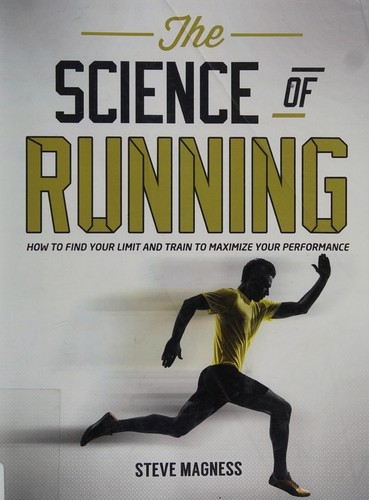 The
SCIENCE OF
RUNNING
HOW TO FIND YOUR LIMIT AND TRAIN TO MAXIMIZE YOUR PERFORMANCE
STEVE MAGNESS